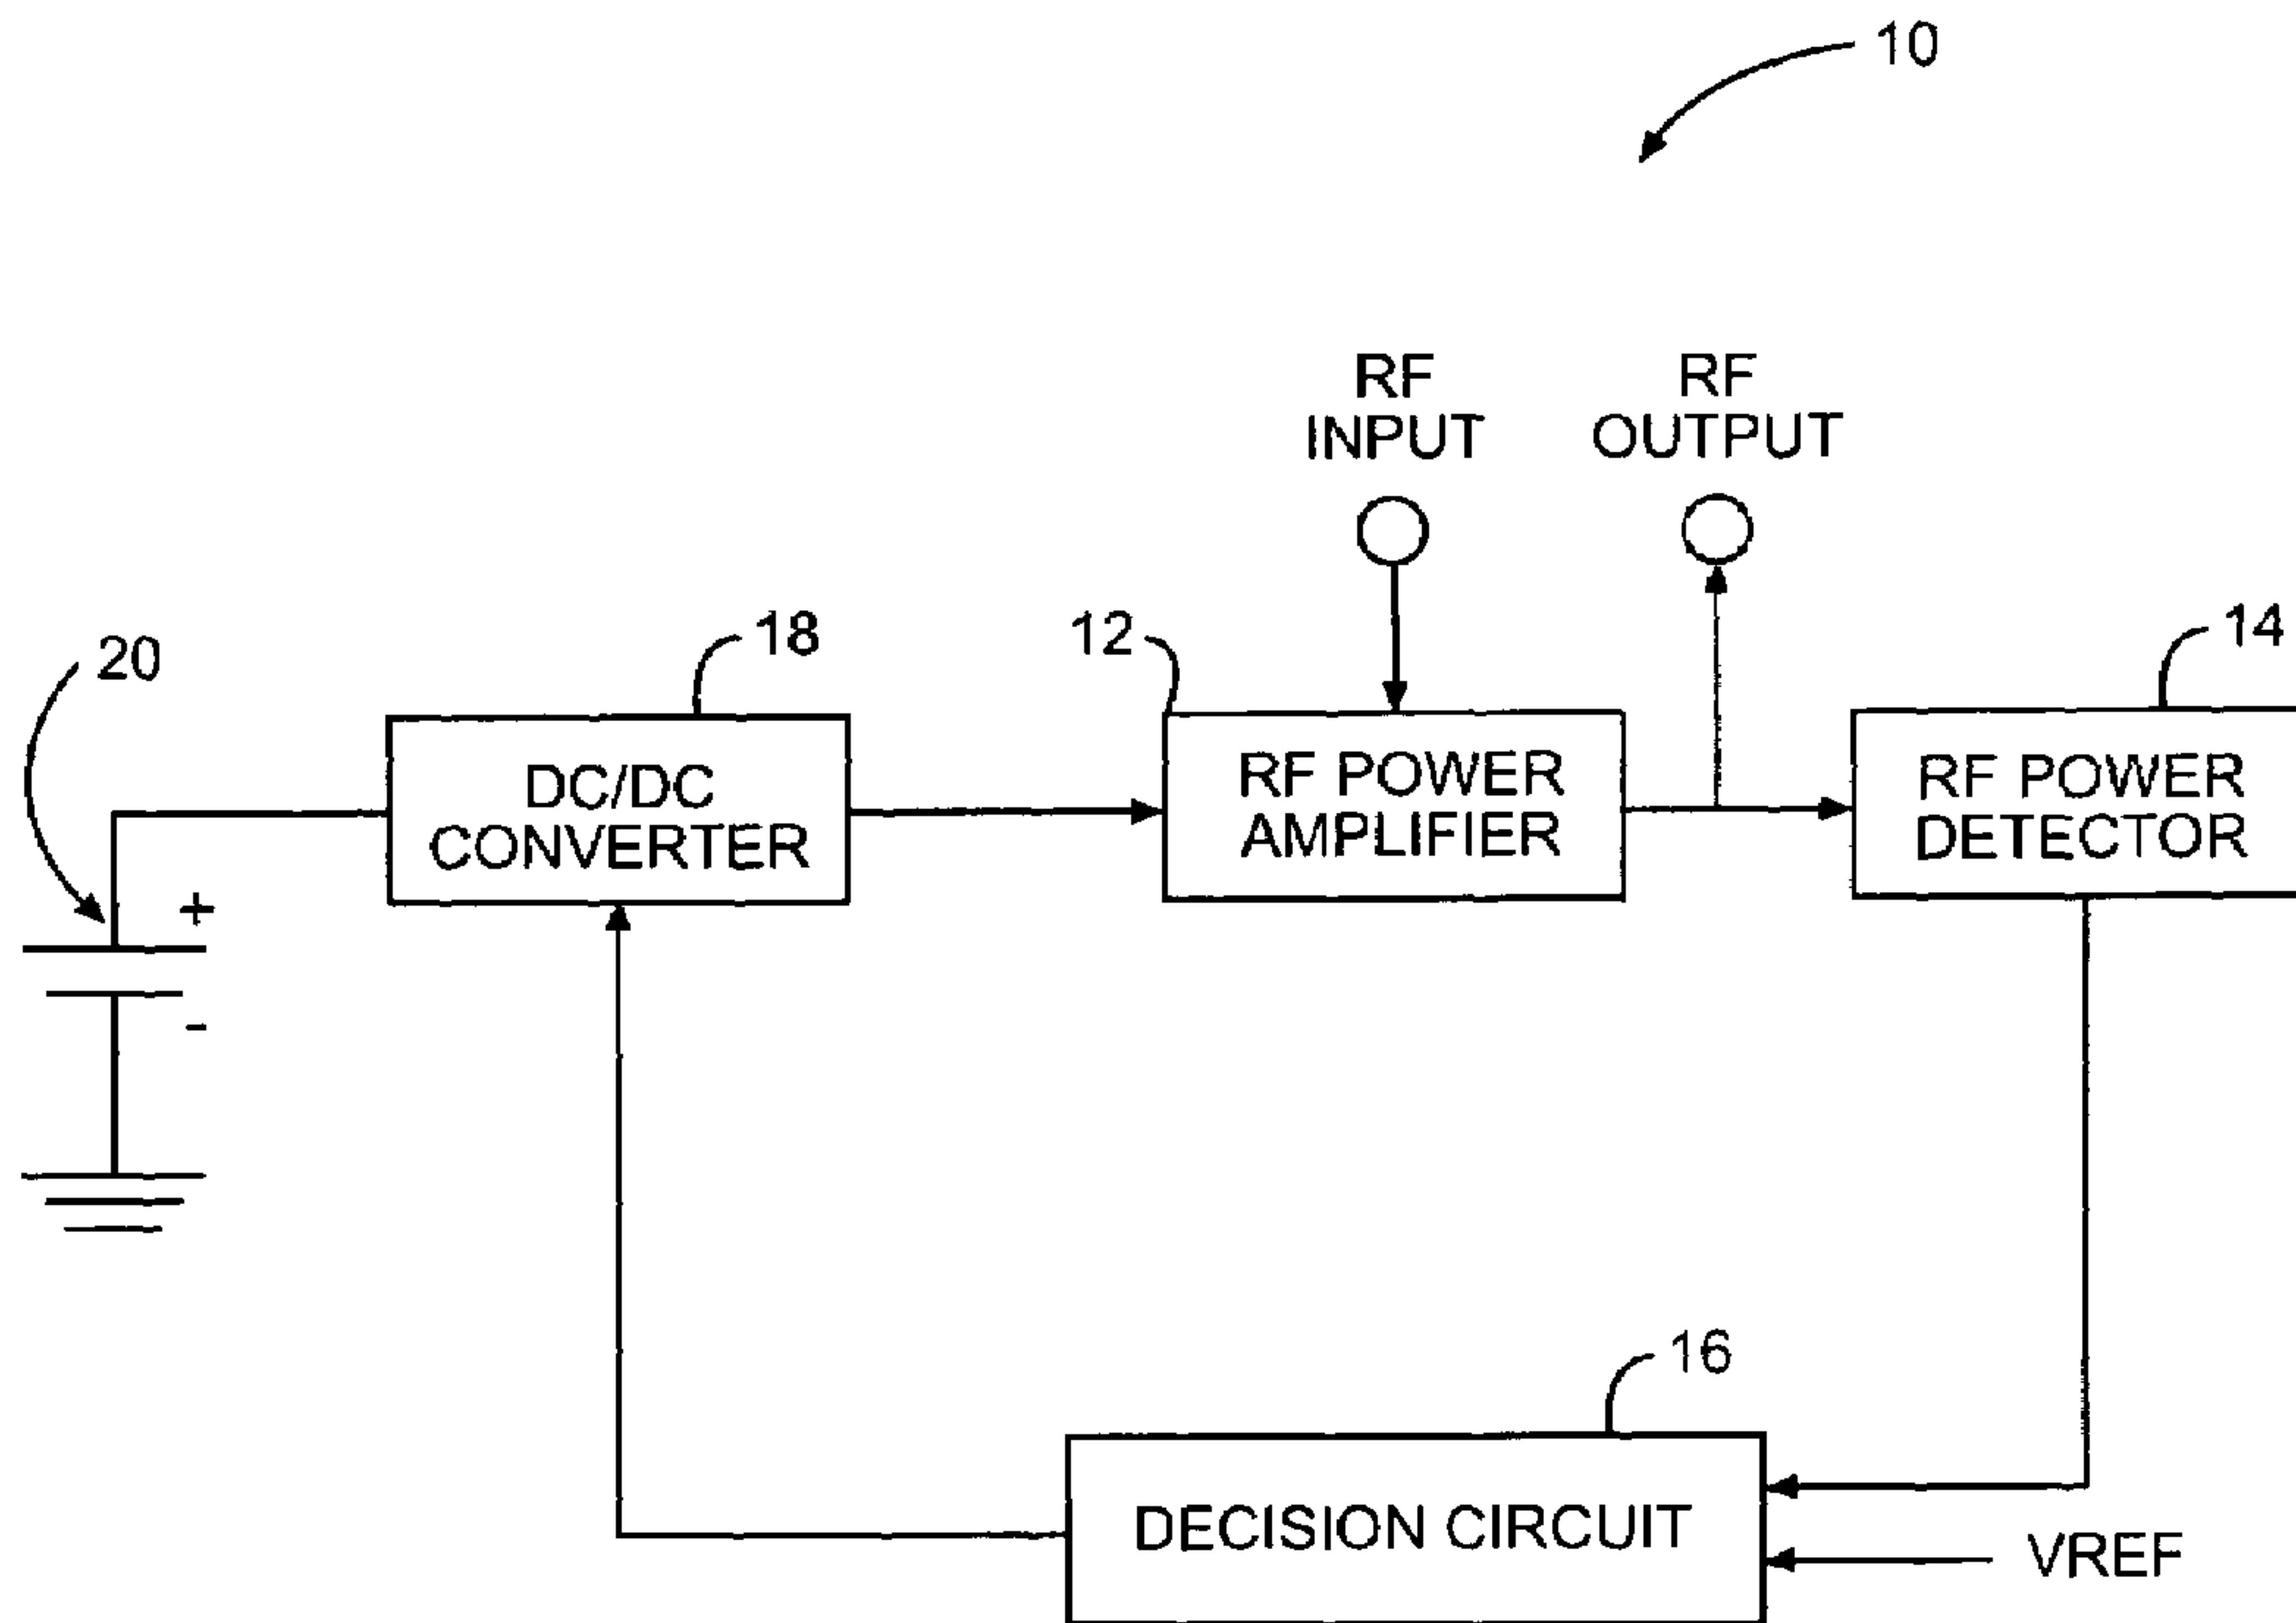 10
RF
INPUT
RF
OUTPUT
20
18
12
14
DC/DC
CONVERTER
RF POWER
AMPLIFIER
RF POWER
DETECTOR
+
-
16
DECISION CIRCUIT
VREF